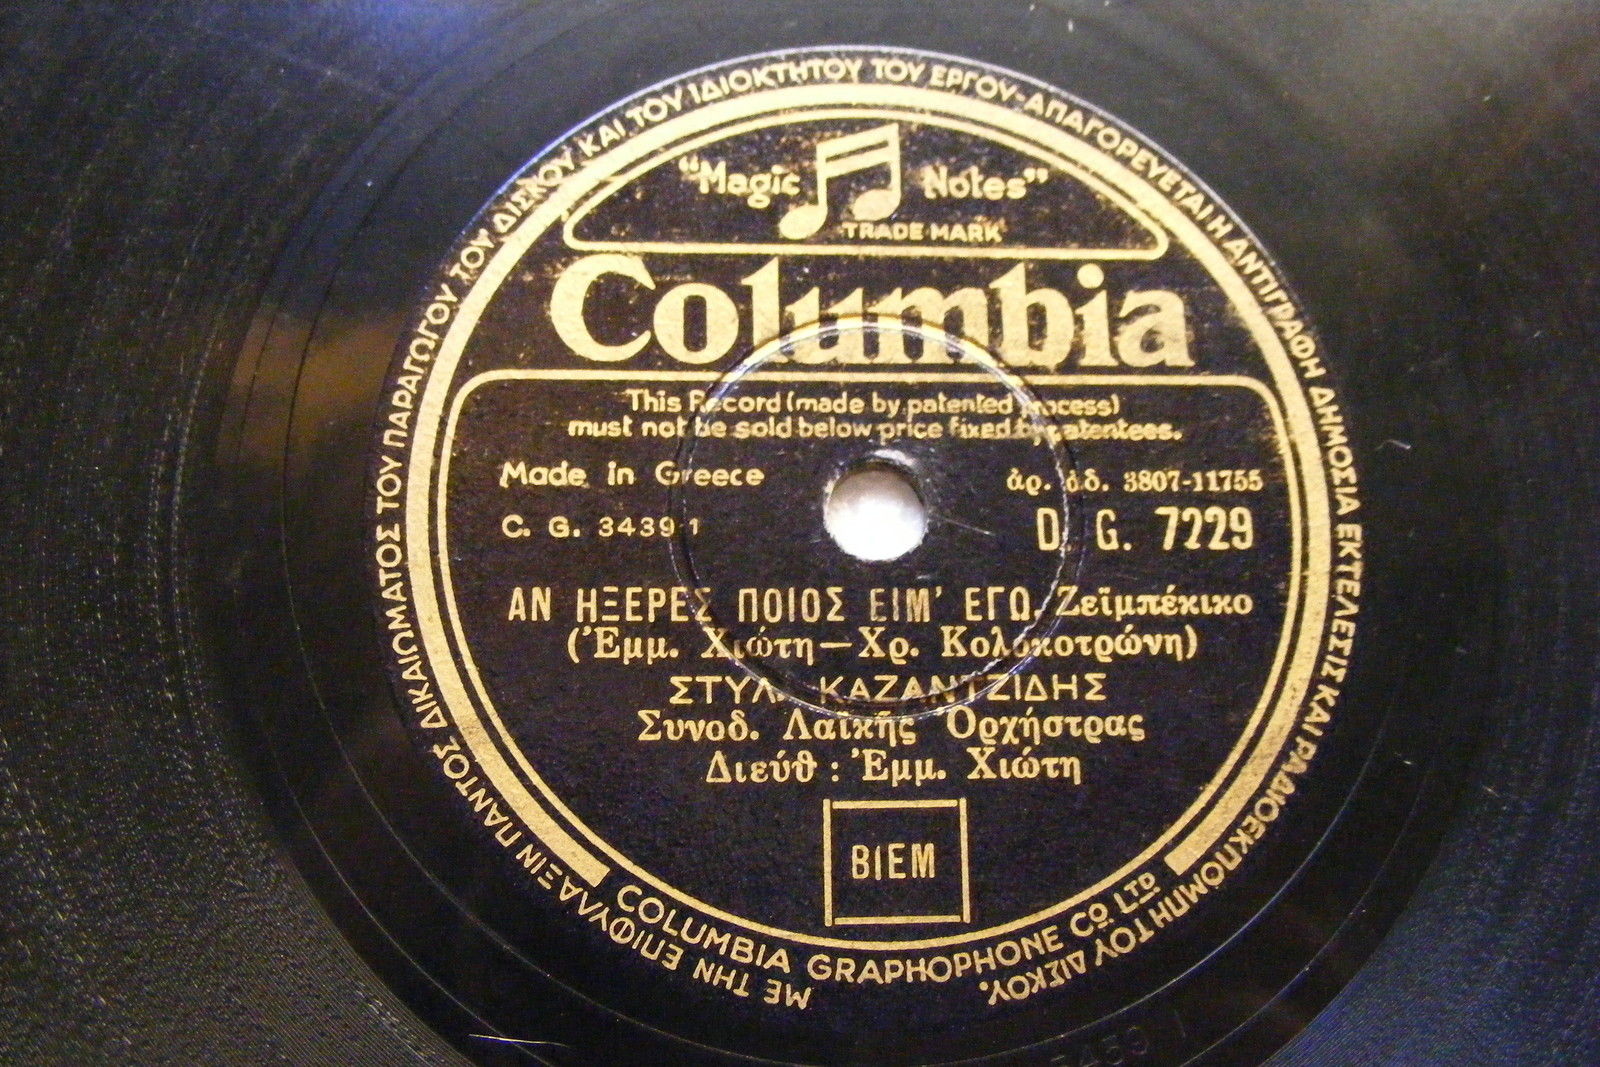 ΜΕ ΤΗΝ ΕΠΙΦΥΛΑΞΙΝ ΠΑΝΤΟΣ ΔΙΚΑΙΩΜΑΤΟΣ ΤΟΥ ΠΑΡΑΓΩΓΟΥ ΤΟΥ ΔΙΣΚΟΥ ΚΑΙ ΤΟΥ ΙΔΙΟΚΤΗΤΟΥ ΤΟΥ ΕΡΓΟΥ-ΑΠΑΓΟΡΕΥΕΤΑΙ Η ΑΝΤΙΓΡΑΦΗ ΔΗΜΟΣΙΑ ΕΚΤΕΛΕΣΙΣ ΚΑΙ ΡΑΔΙΟΕΚΠΟΜΠΗ ΤΟΥ ΔΙΣΚΟΥ.
"Magic Notes"
TRADE MARK
Columbia
This Record (made by patented process)
must not be sold below price fixed by patentees.
Made in Greece ἀρ. ἀδ. 3807-11755
C. G. 3439 1 D. G. 7229
ΑΝ ΗΞΕΡΕΣ ΠΟΙΟΣ ΕΙΜ' ΕΓΩ. Ζεϊμπέκικο
(Ἐμμ. Χιώτη — Χρ. Κολοκοτρώνη)
ΣΤΥΛ. ΚΑΖΑΝΤΖΙΔΗΣ
Συνοδ. Λαϊκῆς Ὀρχήστρας
Διεύθ : Ἐμμ. Χιώτη
BIEM
COLUMBIA GRAPHOPHONE CO LTD